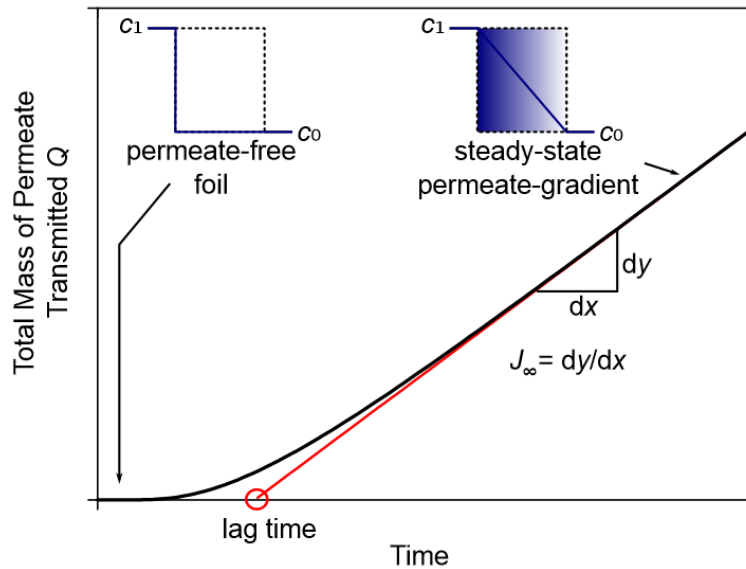 c₁
c₀
permeate-free
foil
c₁
c₀
steady-state
permeate-gradient
dy
dx
J∞= dy/dx
lag time
Time
Total Mass of Permeate
Transmitted Q